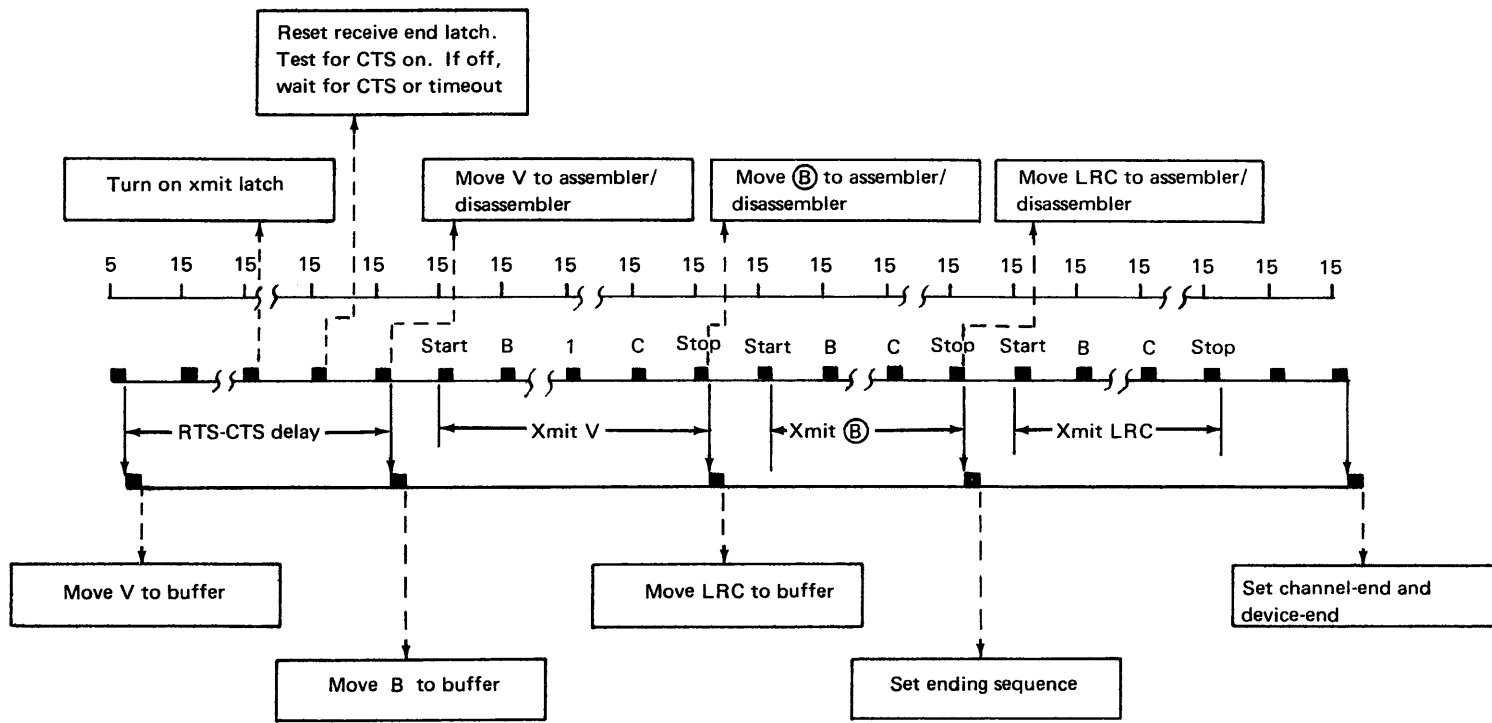 Reset receive end latch.
Test for CTS on. If off,
wait for CTS or timeout
Turn on xmit latch
Move V to assembler/
disassembler
Move Ⓑ to assembler/
disassembler
Move LRC to assembler/
disassembler
5 15 15 15 15 15 15 15 15 15 15 15 15 15 15 15 15 15 15 15
Start B 1 C Stop Start B C Stop Start B C Stop
RTS-CTS delay Xmit V Xmit Ⓑ Xmit LRC
Move V to buffer
Move LRC to buffer
Set channel-end and
device-end
Move B to buffer
Set ending sequence